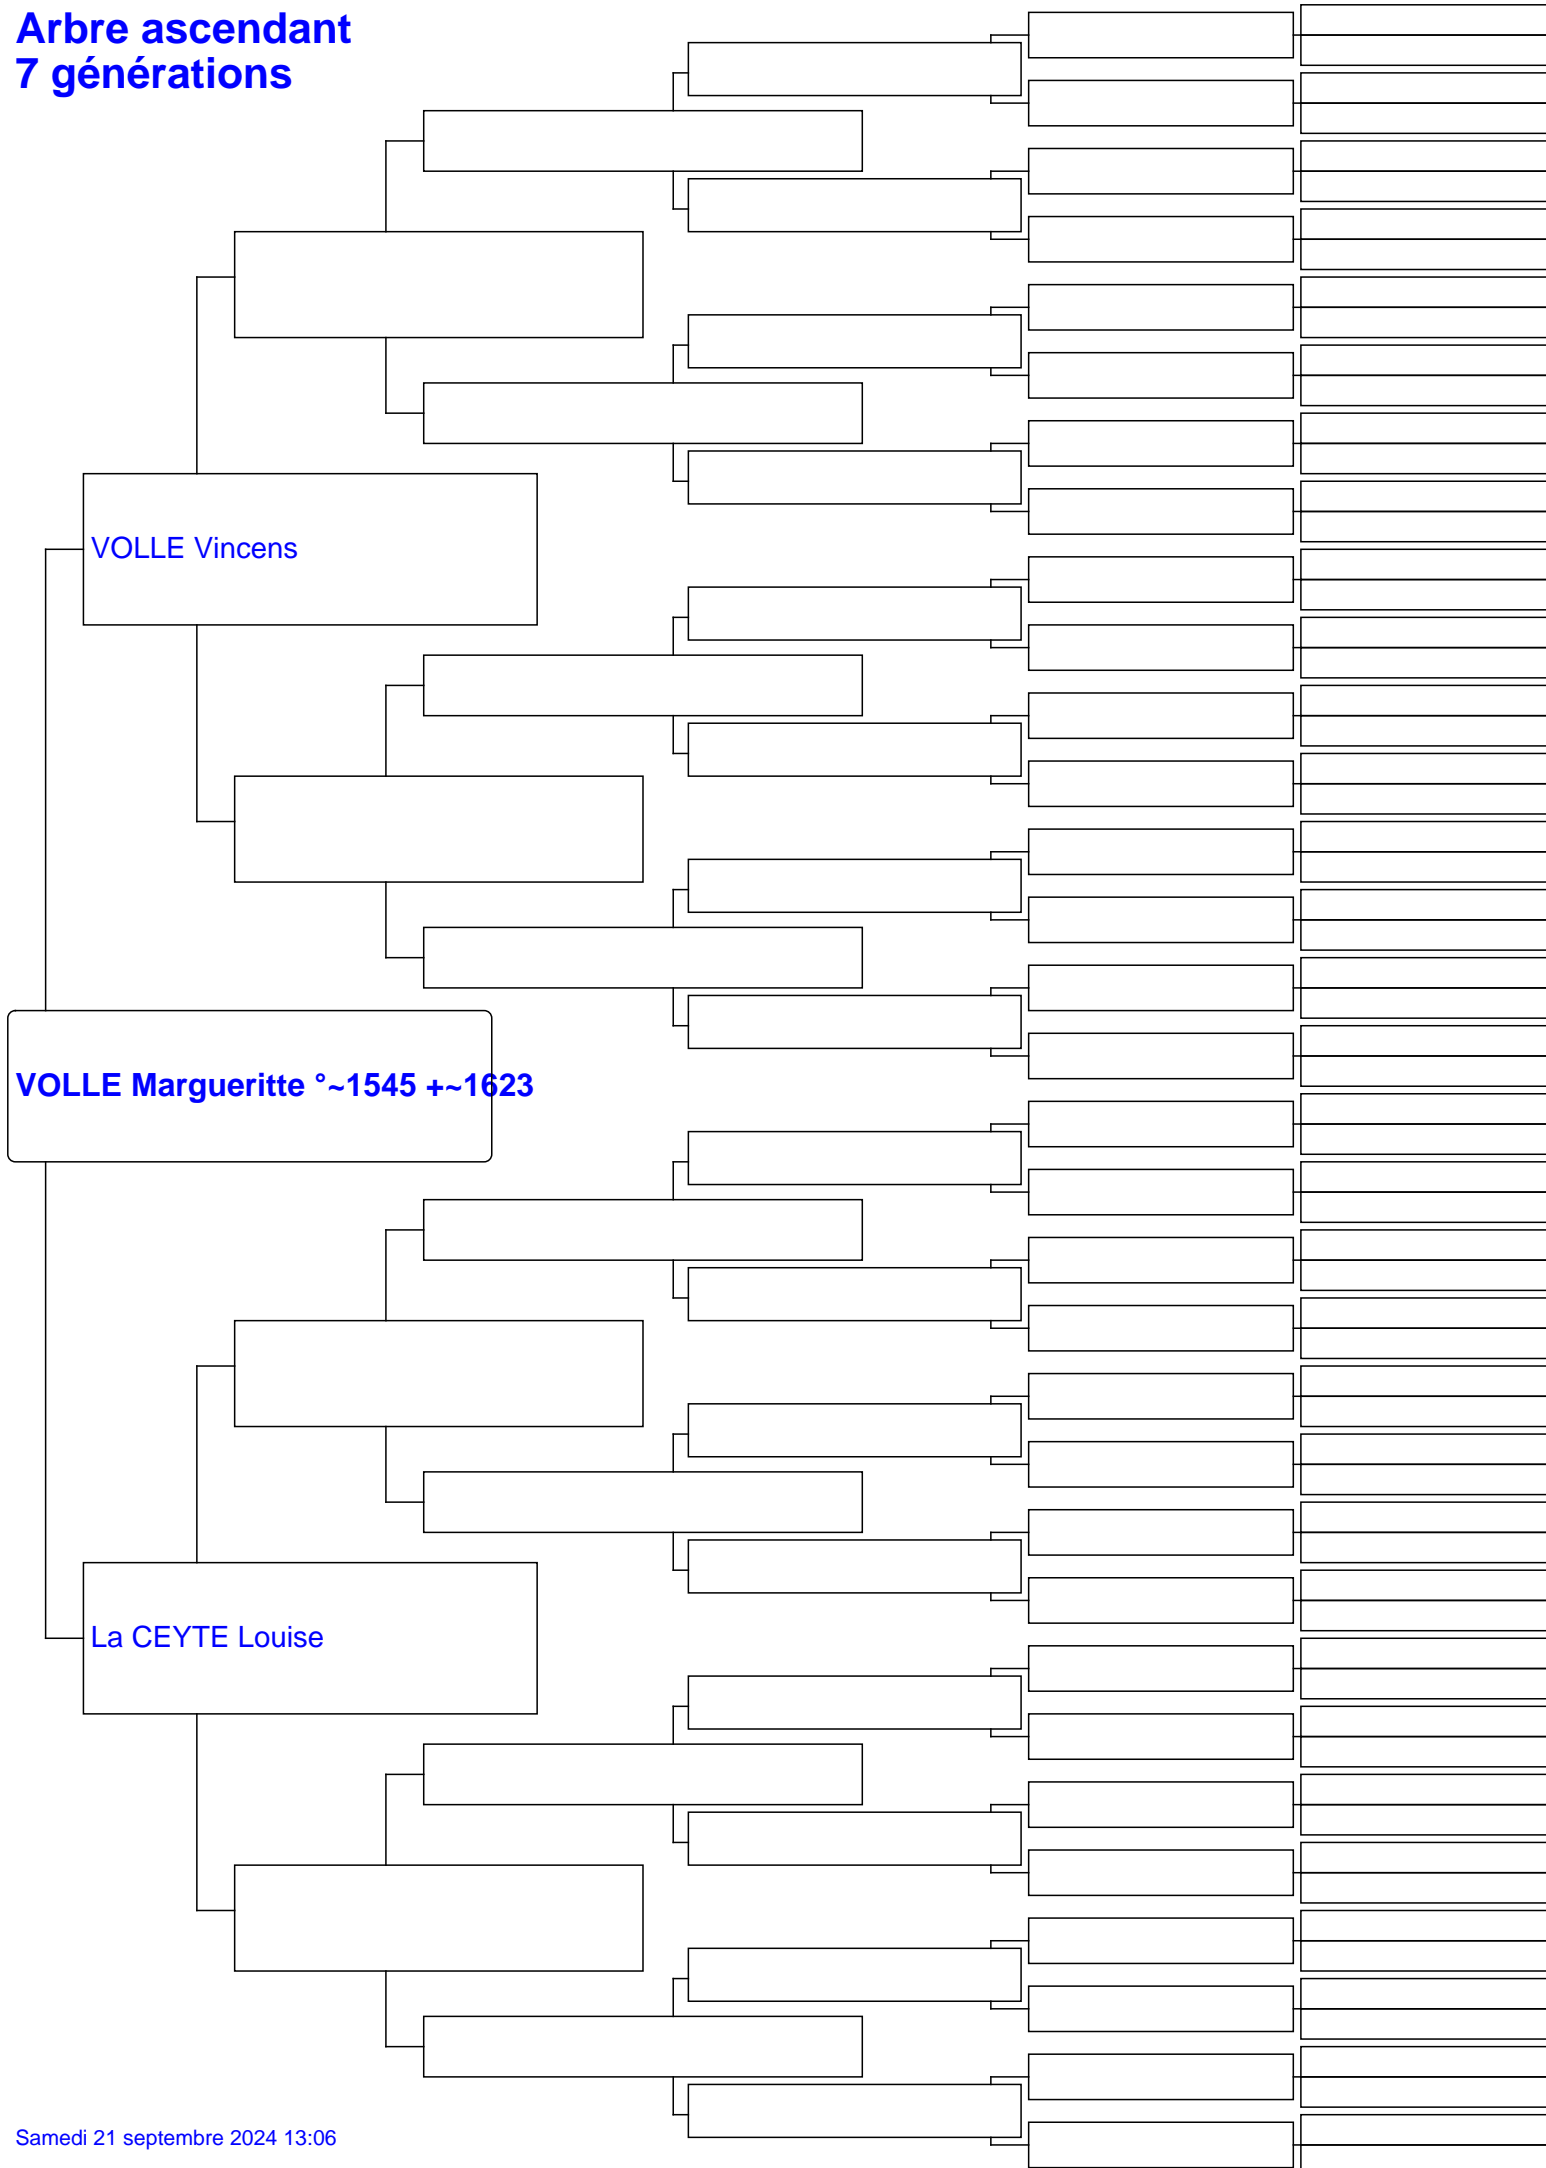 Arbre ascendant
7 générations
VOLLE Vincens
VOLLE Margueritte °~1545 +~1623
La CEYTE Louise
Samedi 21 septembre 2024 13:06